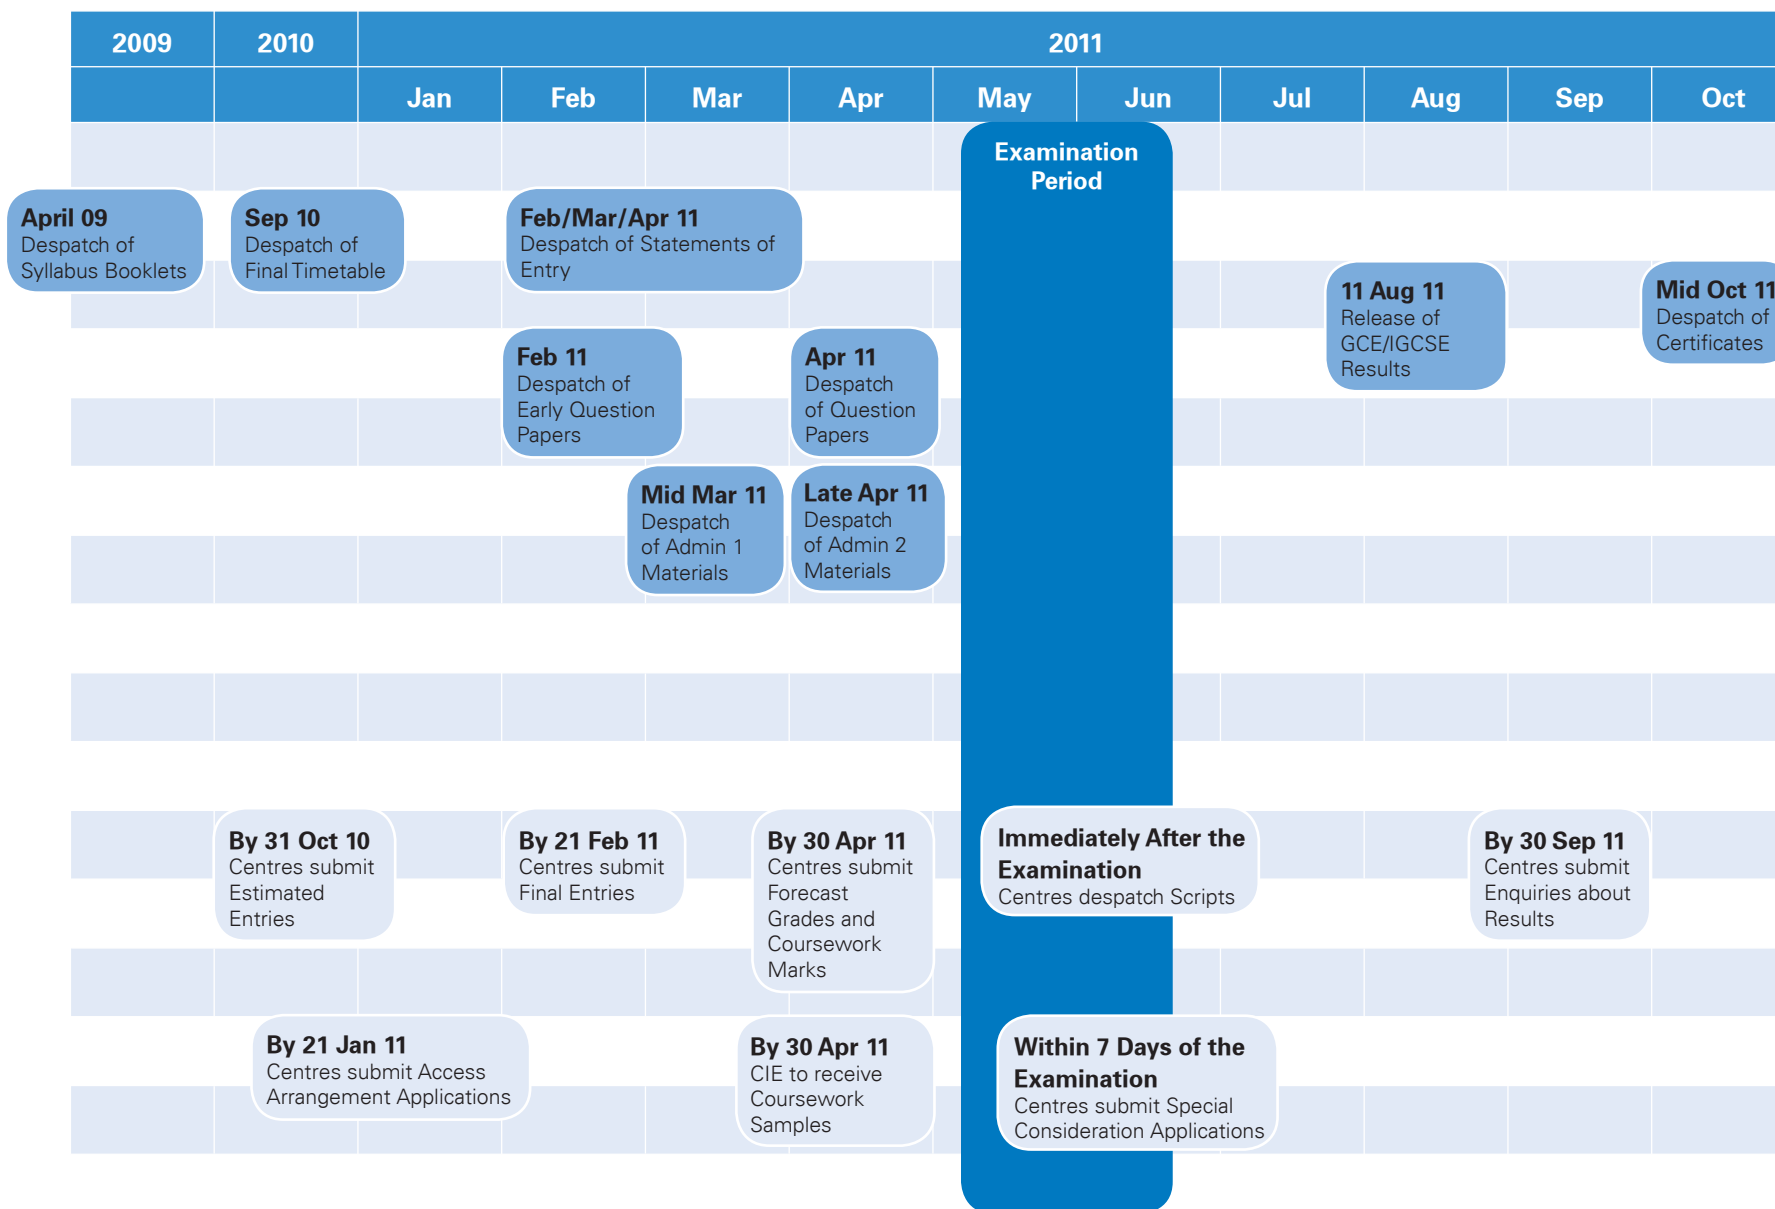 2009 2010 2011
Jan Feb Mar Apr May Jun Jul Aug Sep Oct
Examination
Period
April 09
Despatch of
Syllabus Booklets
Sep 10
Despatch of
Final Timetable
Feb/Mar/Apr 11
Despatch of Statements of
Entry
11 Aug 11
Release of
GCE/IGCSE
Results
Mid Oct 11
Despatch of
Certificates
Feb 11
Despatch of
Early Question
Papers
Apr 11
Despatch
of Question
Papers
Mid Mar 11
Despatch
of Admin 1
Materials
Late Apr 11
Despatch
of Admin 2
Materials
By 31 Oct 10
Centres submit
Estimated
Entries
By 21 Feb 11
Centres submit
Final Entries
By 30 Apr 11
Centres submit
Forecast
Grades and
Coursework
Marks
Immediately After the
Examination
Centres despatch Scripts
By 30 Sep 11
Centres submit
Enquiries about
Results
By 21 Jan 11
Centres submit Access
Arrangement Applications
By 30 Apr 11
CIE to receive
Coursework
Samples
Within 7 Days of the
Examination
Centres submit Special
Consideration Applications